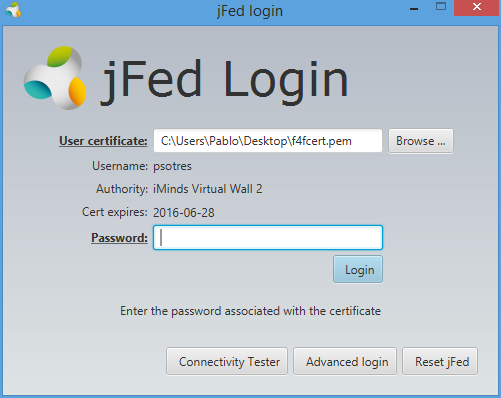 jFed login
jFed Login
User certificate: C:\Users\Pablo\Desktop\f4fcert.pem Browse ...
Username: psotres
Authority: iMinds Virtual Wall 2
Cert expires: 2016-06-28
Password:
Login
Enter the password associated with the certificate
Connectivity Tester Advanced login Reset jFed